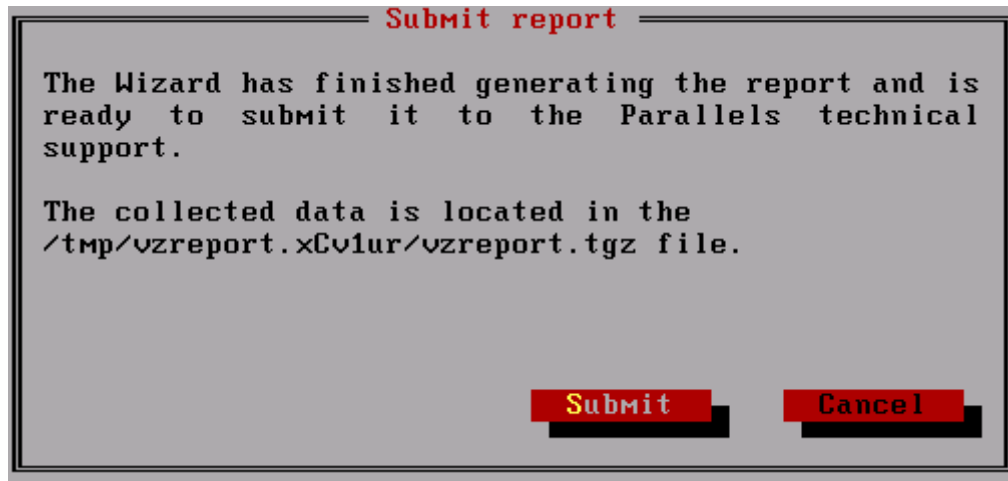 Submit report
The Wizard has finished generating the report and is
ready to submit it to the Parallels technical
support.
The collected data is located in the
/tmp/vzreport.xCv1ur/vzreport.tgz file.
Submit Cancel